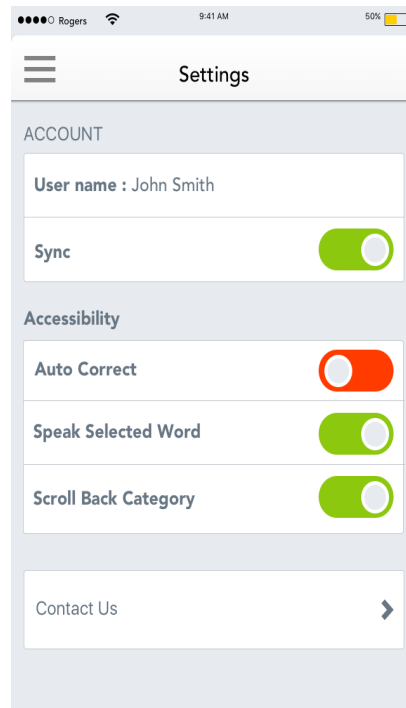 Rogers 9:41 AM 50%
Settings
ACCOUNT
User name : John Smith
Sync
Accessibility
Auto Correct
Speak Selected Word
Scroll Back Category
Contact Us